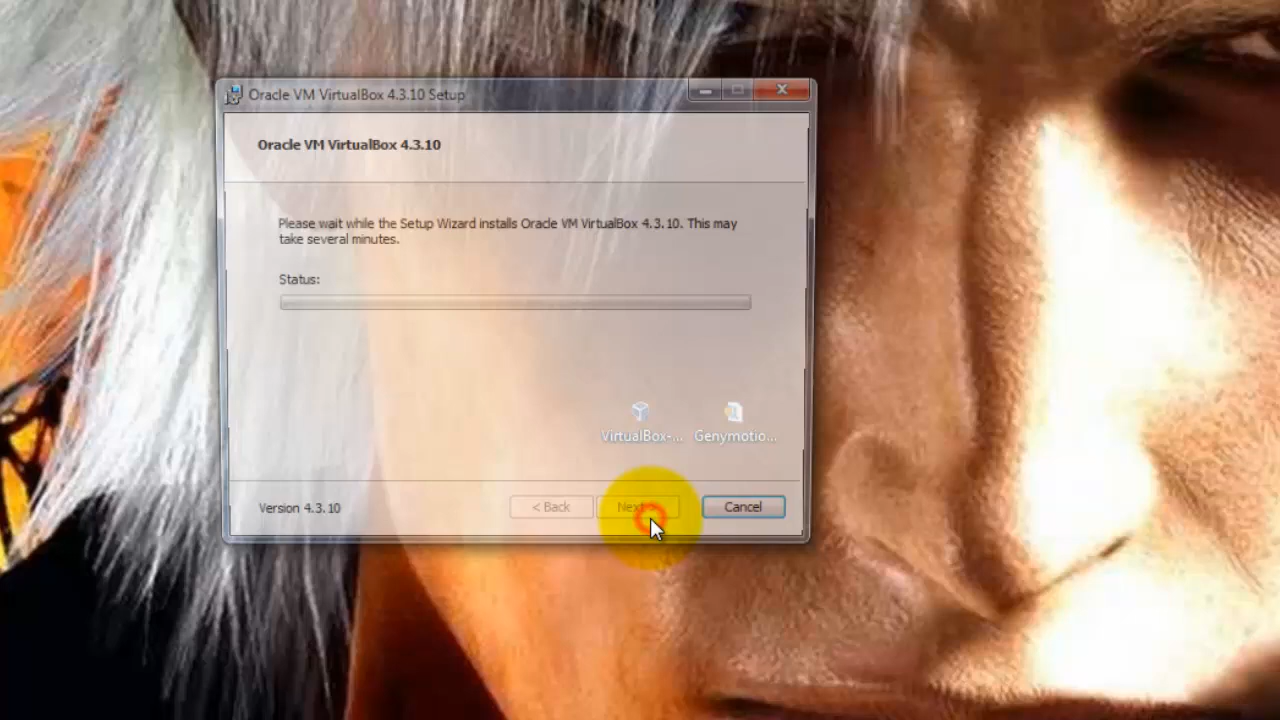 Oracle VM VirtualBox 4.3.10 Setup
Oracle VM VirtualBox 4.3.10
Please wait while the Setup Wizard installs Oracle VM VirtualBox 4.3.10. This may
take several minutes.
Status:
VirtualBox-... Genymotio...
Version 4.3.10 < Back Next > Cancel